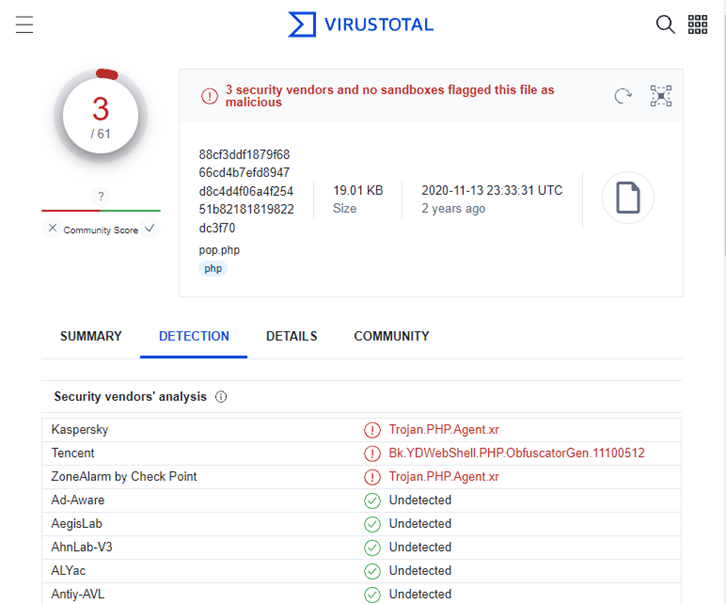 VIRUSTOTAL
3
/ 61
?
Community Score
3 security vendors and no sandboxes flagged this file as
malicious
88cf3ddf1879f68
66cd4b7efd8947
d8c4d4f06a4f254
51b82181819822
dc3f70
pop.php
php
19.01 KB
Size
2020-11-13 23:33:31 UTC
2 years ago
SUMMARY DETECTION DETAILS COMMUNITY
Security vendors' analysis
Kaspersky Trojan.PHP.Agent.xr
Tencent Bk.YDWebShell.PHP.ObfuscatorGen.11100512
ZoneAlarm by Check Point Trojan.PHP.Agent.xr
Ad-Aware Undetected
AegisLab Undetected
AhnLab-V3 Undetected
ALYac Undetected
Antiy-AVL Undetected